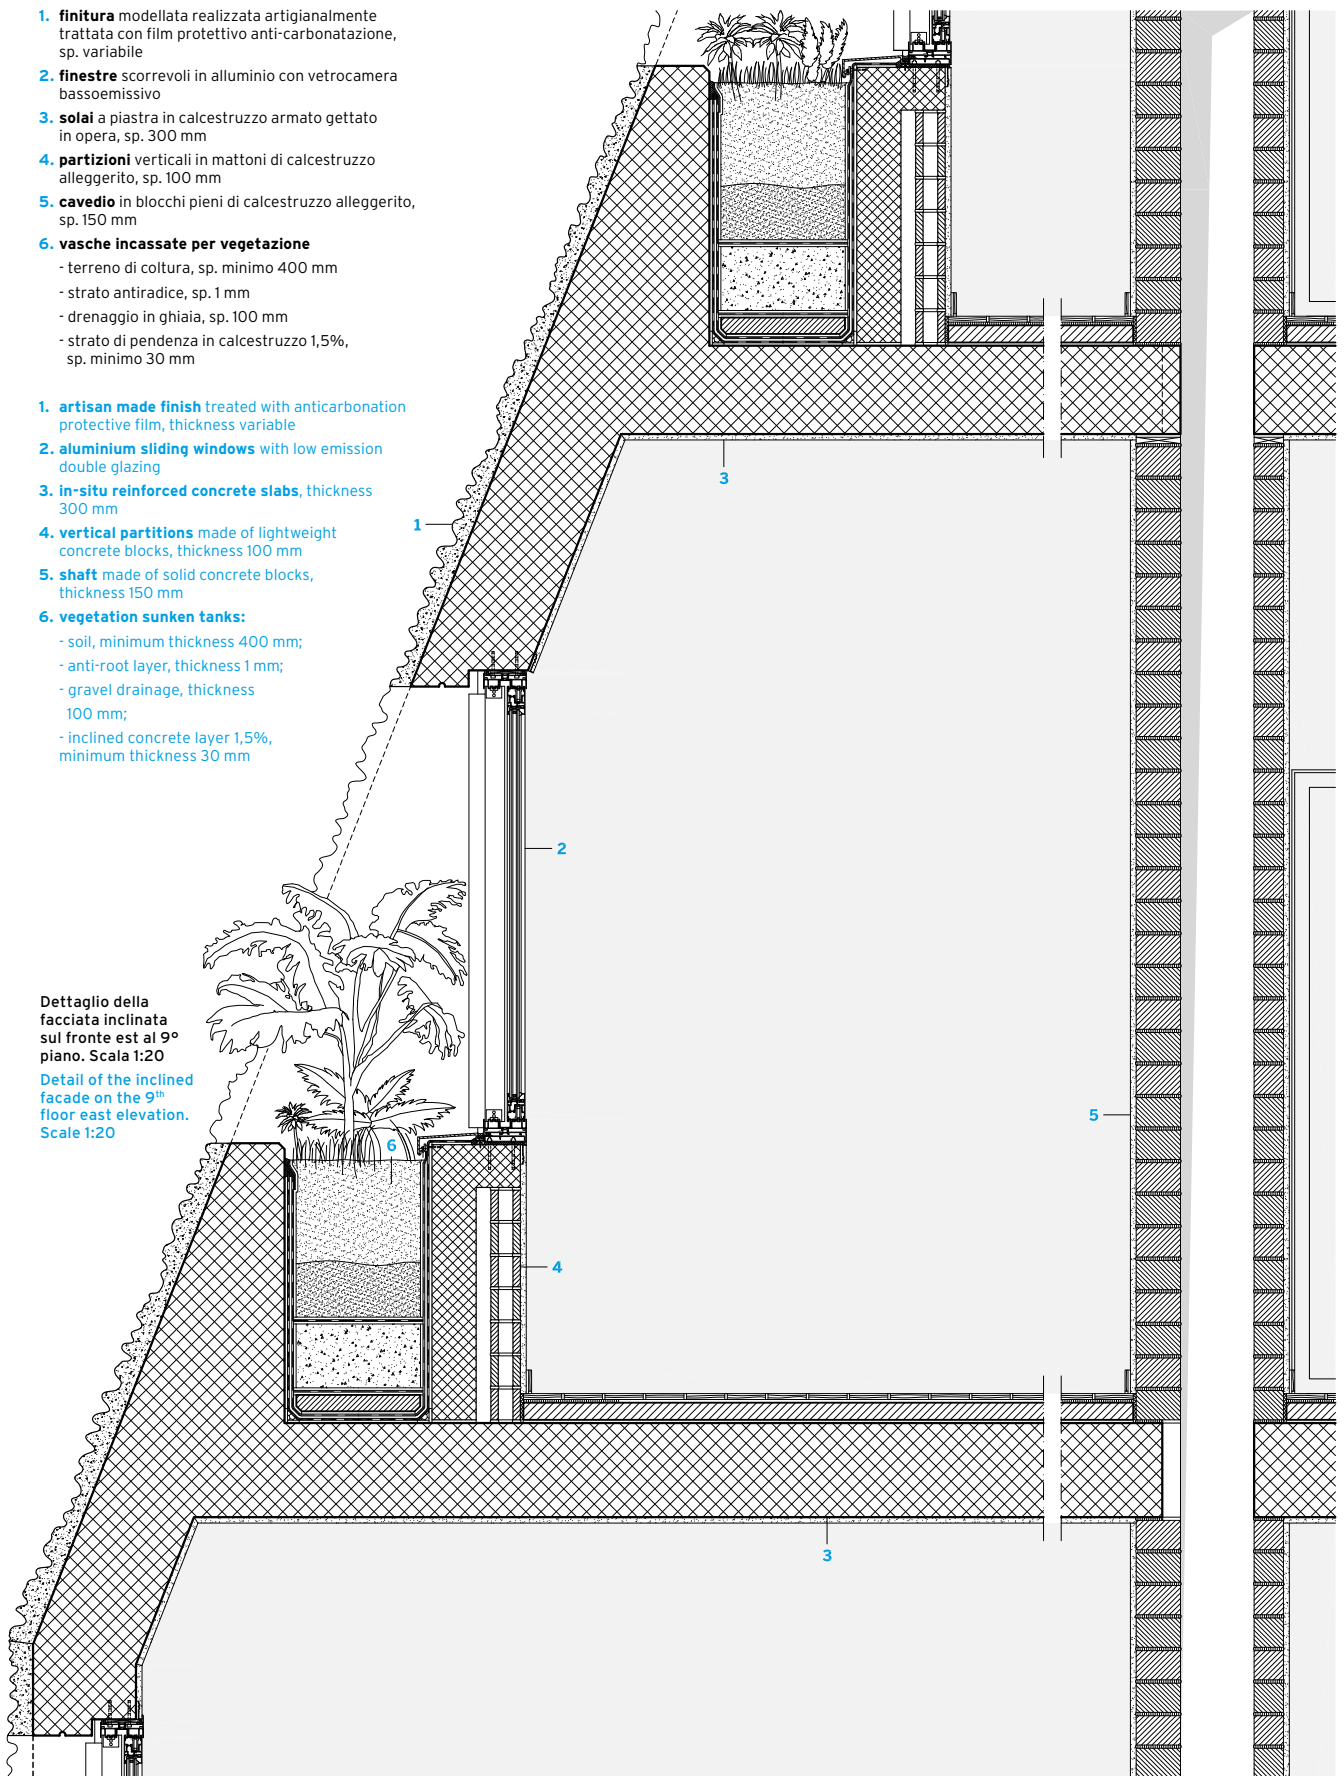 1. finitura modellata realizzata artigianalmente
trattata con film protettivo anti-carbonatazione,
sp. variabile
2. finestre scorrevoli in alluminio con vetrocamera
bassoemissivo
3. solai a piastra in calcestruzzo armato gettato
in opera, sp. 300 mm
4. partizioni verticali in mattoni di calcestruzzo
alleggerito, sp. 100 mm
5. cavedio in blocchi pieni di calcestruzzo alleggerito,
sp. 150 mm
6. vasche incassate per vegetazione
- terreno di coltura, sp. minimo 400 mm
- strato antiradice, sp. 1 mm
- drenaggio in ghiaia, sp. 100 mm
- strato di pendenza in calcestruzzo 1,5%,
sp. minimo 30 mm
1. artisan made finish treated with anticarbonation
protective film, thickness variable
2. aluminium sliding windows with low emission
double glazing
3. in-situ reinforced concrete slabs, thickness
300 mm
4. vertical partitions made of lightweight
concrete blocks, thickness 100 mm
5. shaft made of solid concrete blocks,
thickness 150 mm
6. vegetation sunken tanks:
- soil, minimum thickness 400 mm;
- anti-root layer, thickness 1 mm;
- gravel drainage, thickness
100 mm;
- inclined concrete layer 1,5%,
minimum thickness 30 mm
3
1
2
Dettaglio della
facciata inclinata
sul fronte est al 9°
piano. Scala 1:20
Detail of the inclined
facade on the 9th
floor east elevation.
Scale 1:20
5
6
4
3